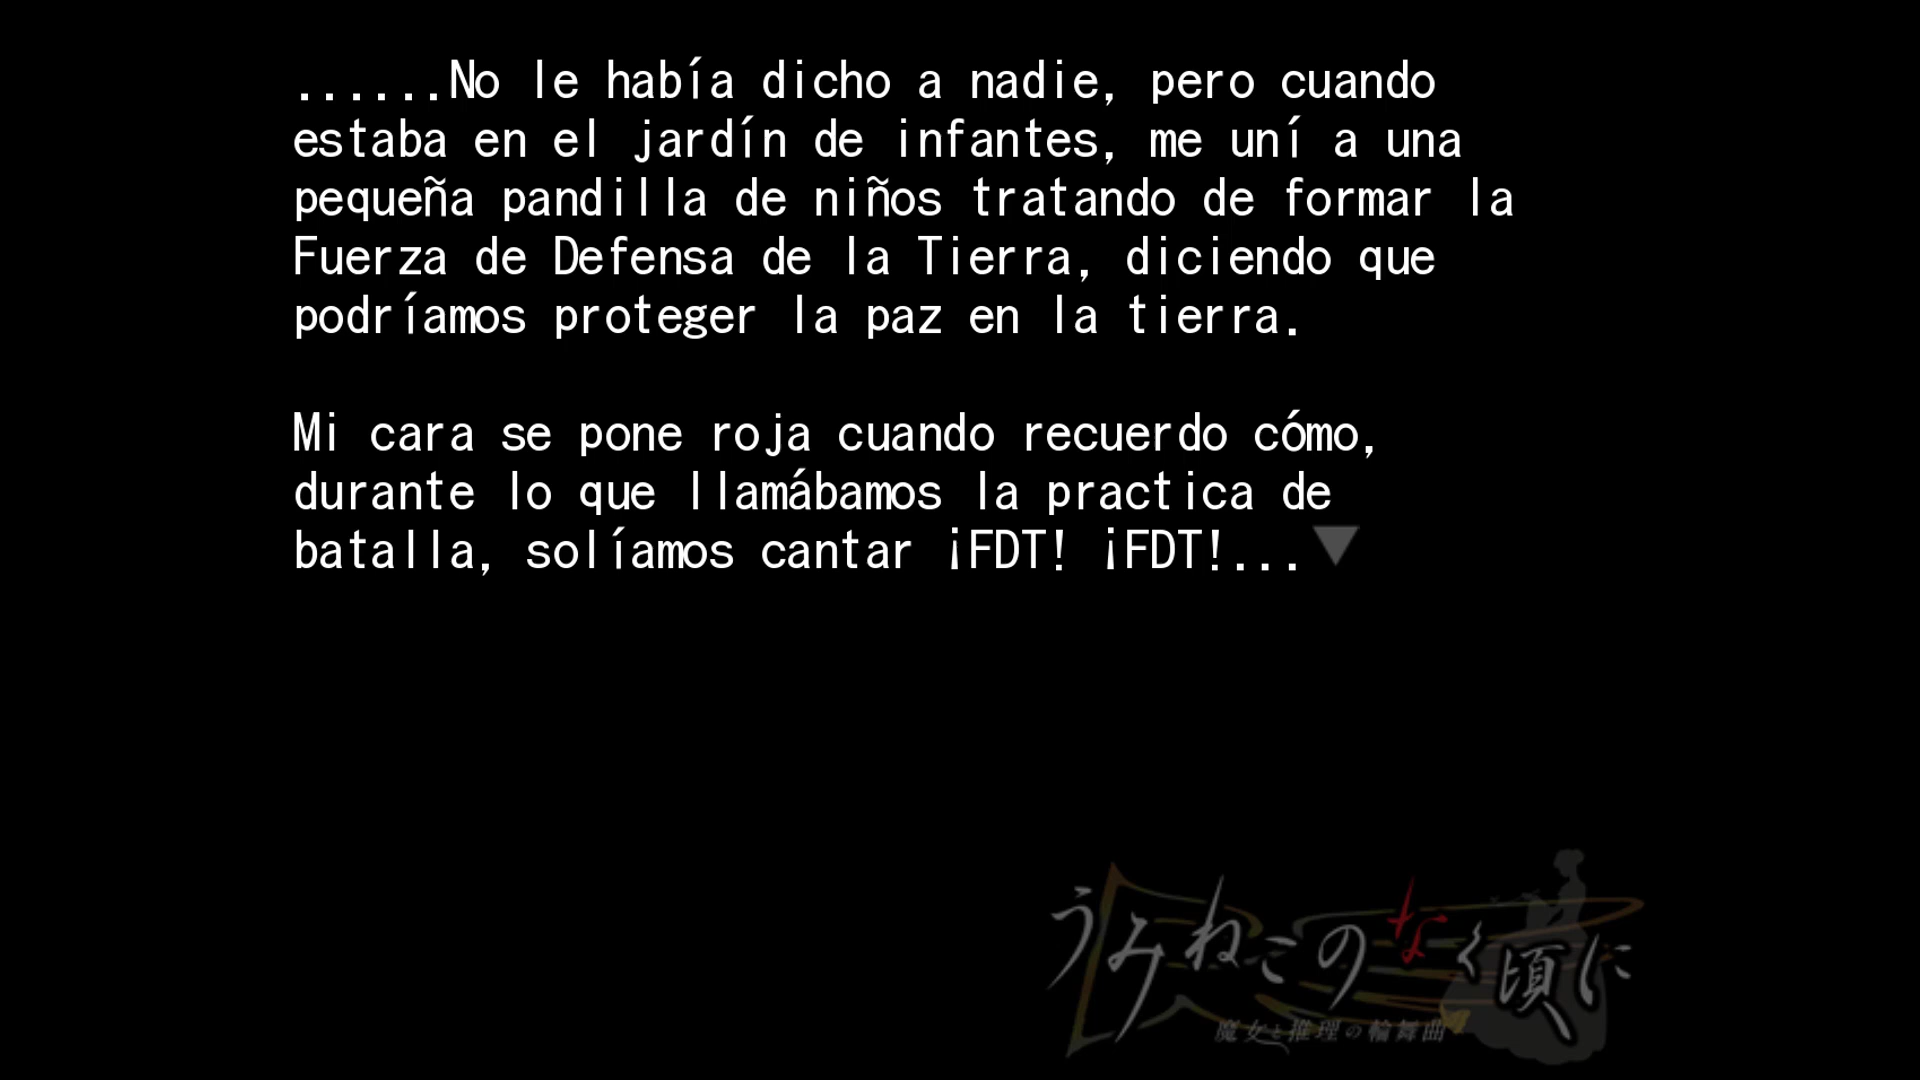 ......No le había dicho a nadie, pero cuando
estaba en el jardín de infantes, me uní a una
pequeña pandilla de niños tratando de formar la
Fuerza de Defensa de la Tierra, diciendo que
podríamos proteger la paz en la tierra.
Mi cara se pone roja cuando recuerdo cómo,
durante lo que llamábamos la practica de
batalla, solíamos cantar ¡FDT! ¡FDT!...
うみねこのなく頃に
魔女と推理の輪舞曲